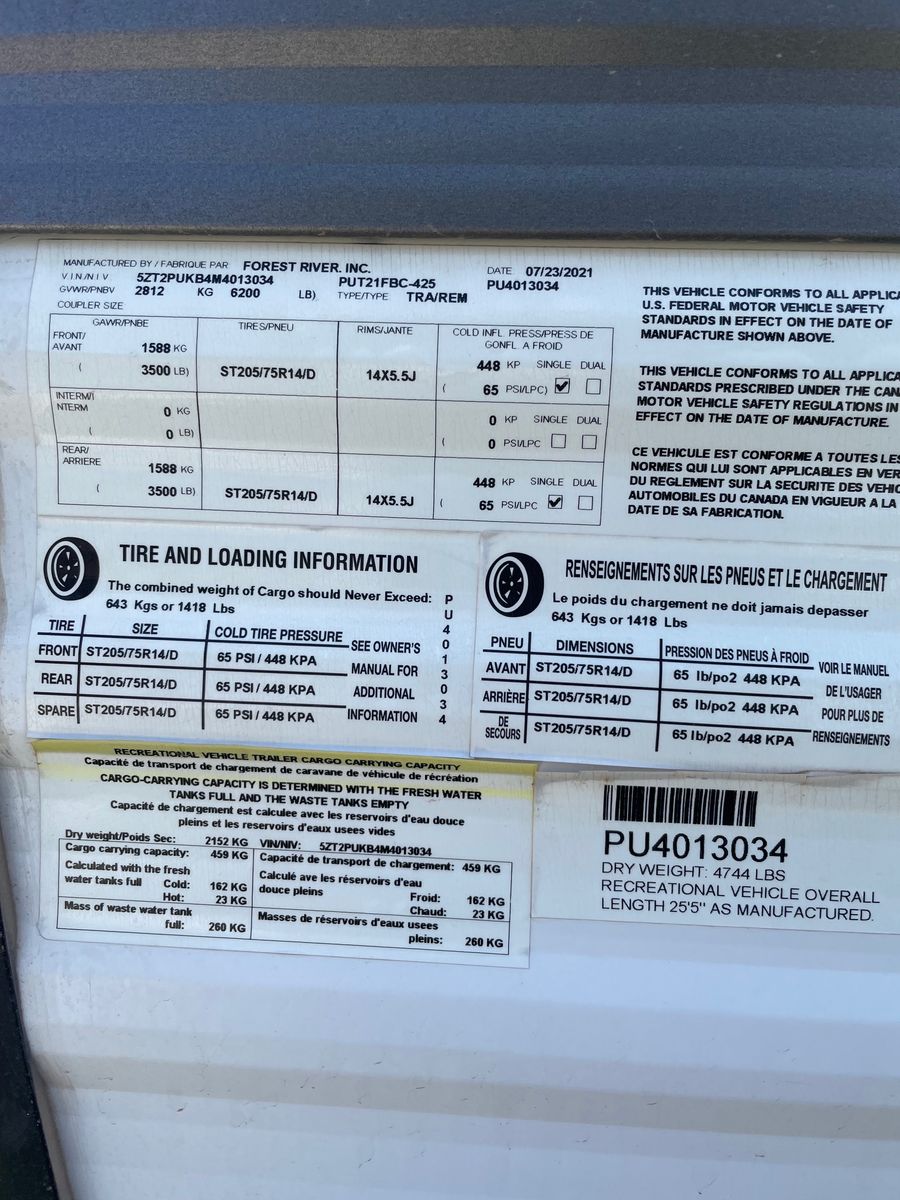 MANUFACTURED BY / FABRIQUE PAR FOREST RIVER. INC. DATE 07/23/2021
VIN/NIV 5ZT2PUKB4M4013034 PUT21FBC-425 PU4013034
GVWR/PNBV 2812 KG 6200 LB) TYPE/TYPE TRA/REM
COUPLER SIZE
GAWR/PNBE TIRES/PNEU RIMS/JANTE COLD INFL. PRESS/PRESS DE
GONFL. A FROID
FRONT/
AVANT 1588 KG 448 KP SINGLE DUAL
( 3500 LB) ST205/75R14/D 14X5.5J ( 65 PSI/LPC)
INTERM/I
NTERM 0 KG 0 KP SINGLE DUAL
( 0 LB) ( 0 PSI/LPC
REAR/
ARRIERE 1588 KG 448 KP SINGLE DUAL
( 3500 LB) ST205/75R14/D 14X5.5J ( 65 PSI/LPC
THIS VEHICLE CONFORMS TO ALL
U.S. FEDERAL MOTOR VEHICLE SAFETY
STANDARDS IN EFFECT ON THE DATE OF
MANUFACTURE SHOWN ABOVE.
THIS VEHICLE CONFORMS TO ALL
STANDARDS PRESCRIBED UNDER THE
MOTOR VEHICLE SAFETY REGULATIONS IN
EFFECT ON THE DATE OF MANUFACTURE.
CE VEHICULE EST CONFORME A TOUTES LES
NORMES QUI LUI SONT APPLICABLES EN
DU REGLEMENT SUR LA SECURITE DES
AUTOMOBILES DU CANADA EN VIGUEUR A LA
DATE DE SA FABRICATION.
TIRE AND LOADING INFORMATION
The combined weight of Cargo should Never Exceed:
643 Kgs or 1418 Lbs
TIRE SIZE COLD TIRE PRESSURE SEE OWNER'S
FRONT ST205/75R14/D 65 PSI / 448 KPA MANUAL FOR
REAR ST205/75R14/D 65 PSI / 448 KPA ADDITIONAL
SPARE ST205/75R14/D 65 PSI / 448 KPA INFORMATION
PU4013034
RENSEIGNEMENTS SUR LES PNEUS ET LE CHARGEMENT
Le poids du chargement ne doit jamais depasser
643 Kgs or 1418 Lbs
PNEU DIMENSIONS PRESSION DES PNEUS À FROID VOIR LE MANUEL
AVANT ST205/75R14/D 65 lb/po2 448 KPA DE L'USAGER
ARRIÈRE ST205/75R14/D 65 lb/po2 448 KPA POUR PLUS DE
DE
SECOURS ST205/75R14/D 65 lb/po2 448 KPA RENSEIGNEMENTS
RECREATIONAL VEHICLE TRAILER CARGO CARRYING CAPACITY
Capacité de transport de chargement de caravane de véhicule de récréation
CARGO-CARRYING CAPACITY IS DETERMINED WITH THE FRESH WATER
TANKS FULL AND THE WASTE TANKS EMPTY
Capacité de chargement est calculee avec les reservoirs d'eau douce
pleins et les reservoirs d'eaux usees vides
Dry weight/Poids Sec: 2152 KG VIN/NIV: 5ZT2PUKB4M4013034
Cargo carrying capacity: 459 KG Capacité de transport de chargement: 459 KG
Calculated with the fresh
water tanks full Cold: 162 KG
Hot: 23 KG
Calculé ave les réservoirs d'eau
douce pleins Froid: 162 KG
Chaud: 23 KG
Mass of waste water tank
full: 260 KG
Masses de réservoirs d'eaux usees
pleins: 260 KG
PU4013034
DRY WEIGHT: 4744 LBS
RECREATIONAL VEHICLE OVERALL
LENGTH 25'5" AS MANUFACTURED.